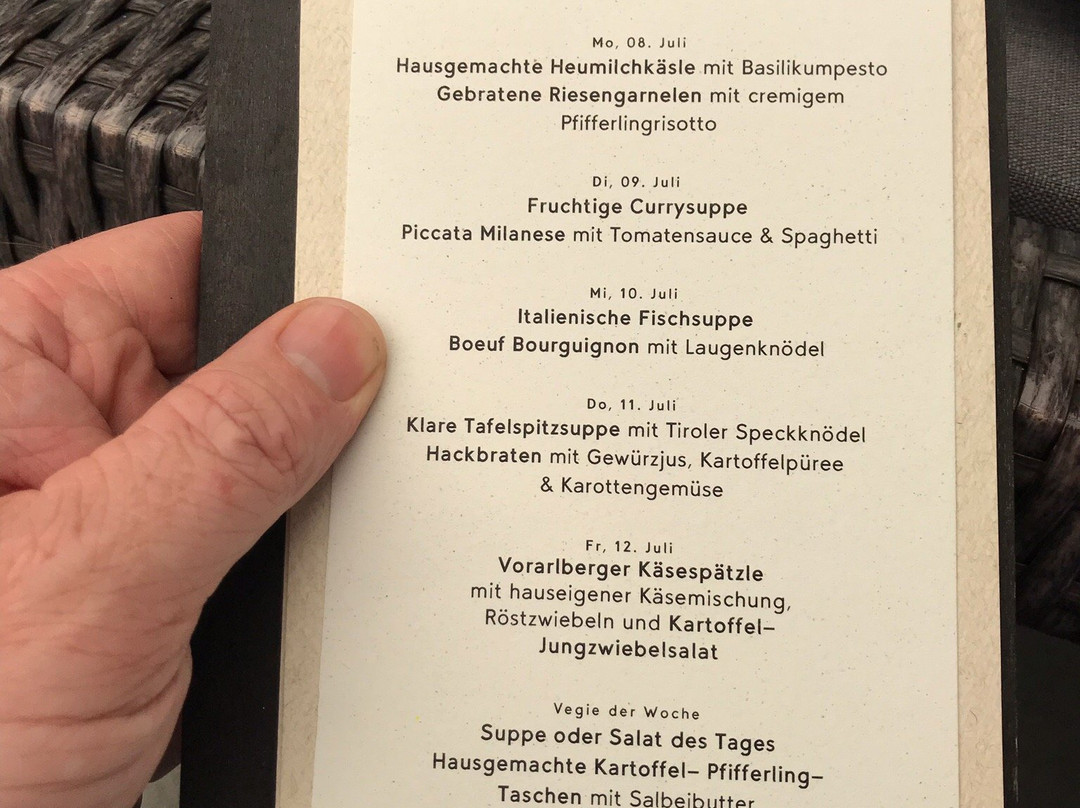 Mo, 08. Juli
Hausgemachte Heumilchkäsle mit Basilikumpesto
Gebratene Riesengarnelen mit cremigem
Pfifferlingrisotto
Di, 09. Juli
Fruchtige Currysuppe
Piccata Milanese mit Tomatensauce & Spaghetti
Mi, 10. Juli
Italienische Fischsuppe
Boeuf Bourguignon mit Laugenknödel
Do, 11. Juli
Klare Tafelspitzsuppe mit Tiroler Speckknödel
Hackbraten mit Gewürzjus, Kartoffelpüree
& Karottengemüse
Fr, 12. Juli
Vorarlberger Käsespätzle
mit hauseigener Käsemischung,
Röstzwiebeln und Kartoffel-
Jungzwiebelsalat
Vegie der Woche
Suppe oder Salat des Tages
Hausgemachte Kartoffel- Pfifferling-
Taschen mit Salbeibutter